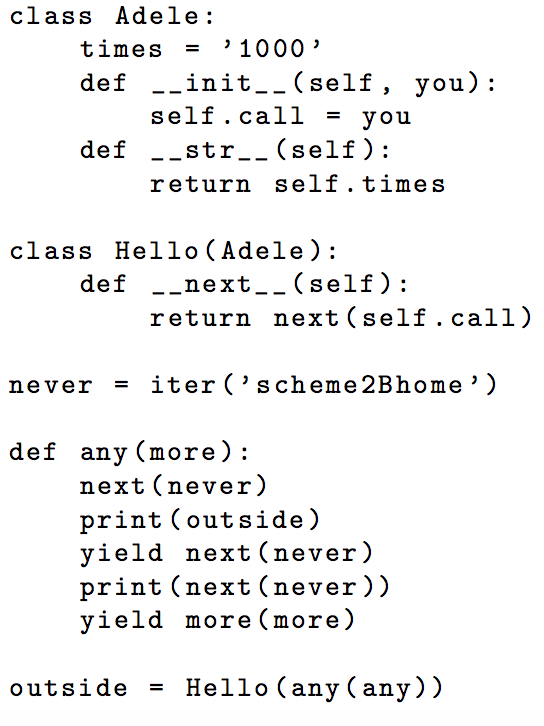 class Adele:
    times = ’1000’
    def __init__(self, you):
        self.call = you
    def __str__(self):
        return self.times

class Hello(Adele):
    def __next__(self):
        return next(self.call)

never = iter(’scheme2Bhome’)

def any(more):
    next(never)
    print(outside)
    yield next(never)
    print(next(never))
    yield more(more)

outside = Hello(any(any))